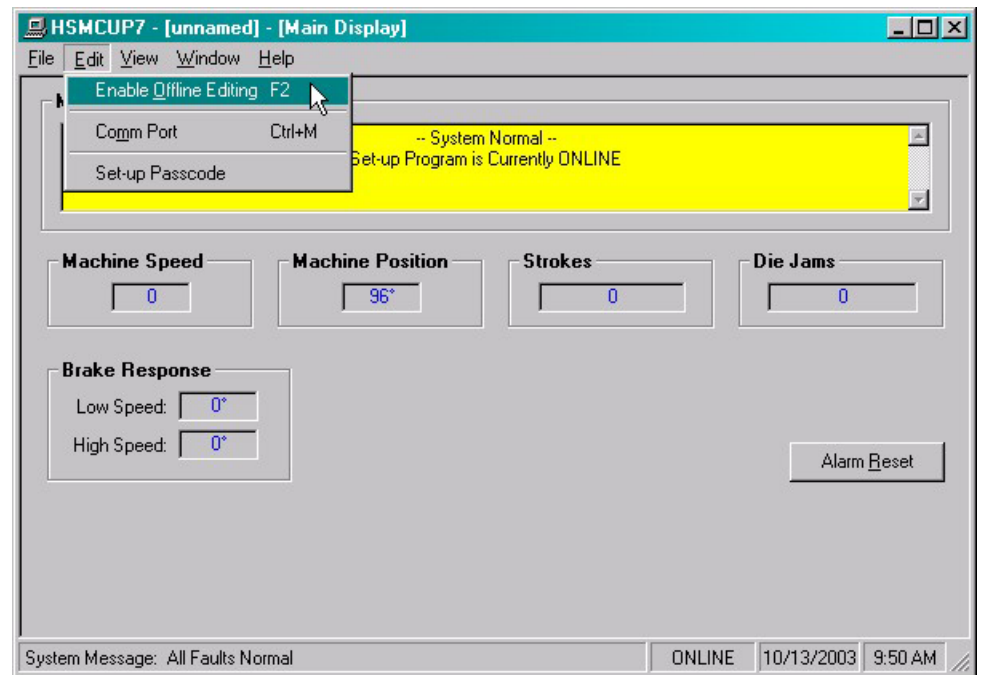 HSMCUP7 - [unnamed] - [Main Display]
File Edit View Window Help
Enable Offline Editing F2
Comm Port Ctrl+M
Set-up Passcode
-- System Normal --
Set-up Program is Currently ONLINE
Machine Speed Machine Position Strokes Die Jams
0 96° 0 0
Brake Response
Low Speed: 0°
High Speed: 0°
Alarm Reset
System Message: All Faults Normal ONLINE 10/13/2003 9:50 AM